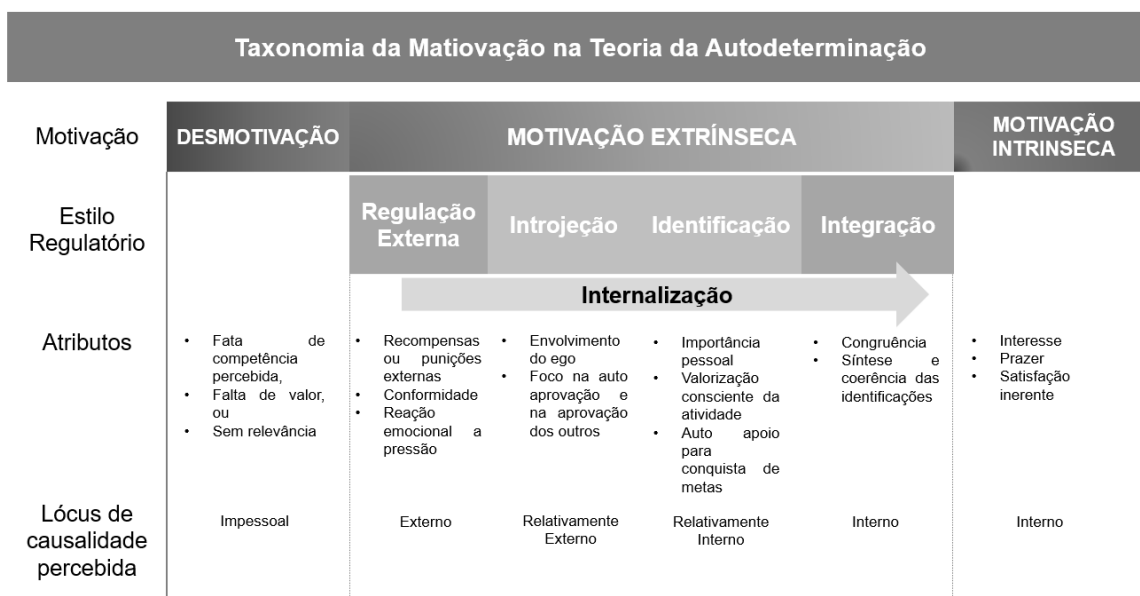 Taxonomia da Matiovação na Teoria da Autodeterminação
Motivação
DESMOTIVAÇÃO
MOTIVAÇÃO EXTRÍNSECA
MOTIVAÇÃO
INTRINSECA
Estilo
Regulatório
Regulação
Externa
Introjeção
Identificação
Integração
Internalização
Atributos
• Fata de
competência
percebida,
• Falta de valor,
ou
• Sem relevância
• Recompensas
ou punições
externas
• Conformidade
• Reação
emocional a
pressão
• Envolvimento
do ego
• Foco na auto
aprovação e
na aprovação
dos outros
• Importância
pessoal
• Valorização
consciente da
atividade
• Auto apoio
para
conquista de
metas
• Congruência
• Síntese e
coerência das
identificações
• Interesse
• Prazer
• Satisfação
inerente
Lócus de
causalidade
percebida
Impessoal
Externo
Relativamente
Externo
Relativamente
Interno
Interno
Interno